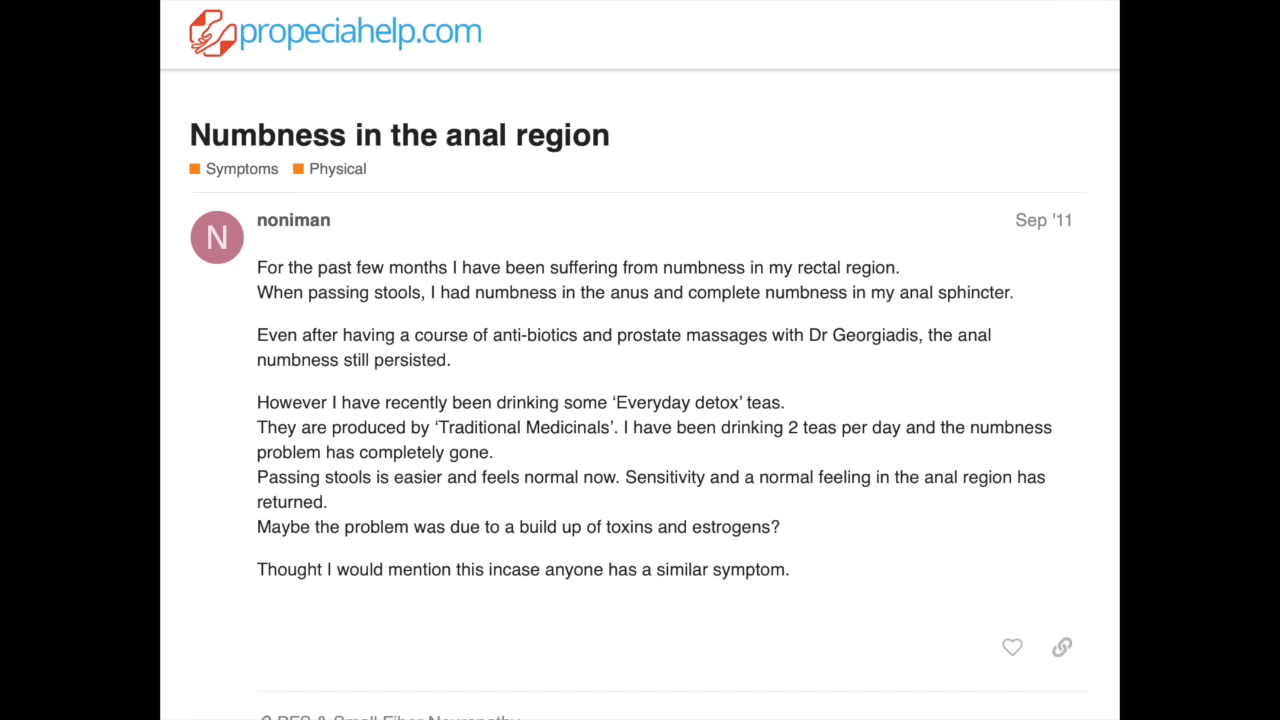 propeciahelp.com
Numbness in the anal region
Symptoms Physical
N
noniman Sep '11
For the past few months I have been suffering from numbness in my rectal region.
When passing stools, I had numbness in the anus and complete numbness in my anal sphincter.
Even after having a course of anti-biotics and prostate massages with Dr Georgiadis, the anal
numbness still persisted.
However I have recently been drinking some ‘Everyday detox’ teas.
They are produced by ‘Traditional Medicinals’. I have been drinking 2 teas per day and the numbness
problem has completely gone.
Passing stools is easier and feels normal now. Sensitivity and a normal feeling in the anal region has
returned.
Maybe the problem was due to a build up of toxins and estrogens?
Thought I would mention this incase anyone has a similar symptom.
PFS & Small Fiber Neuropathy